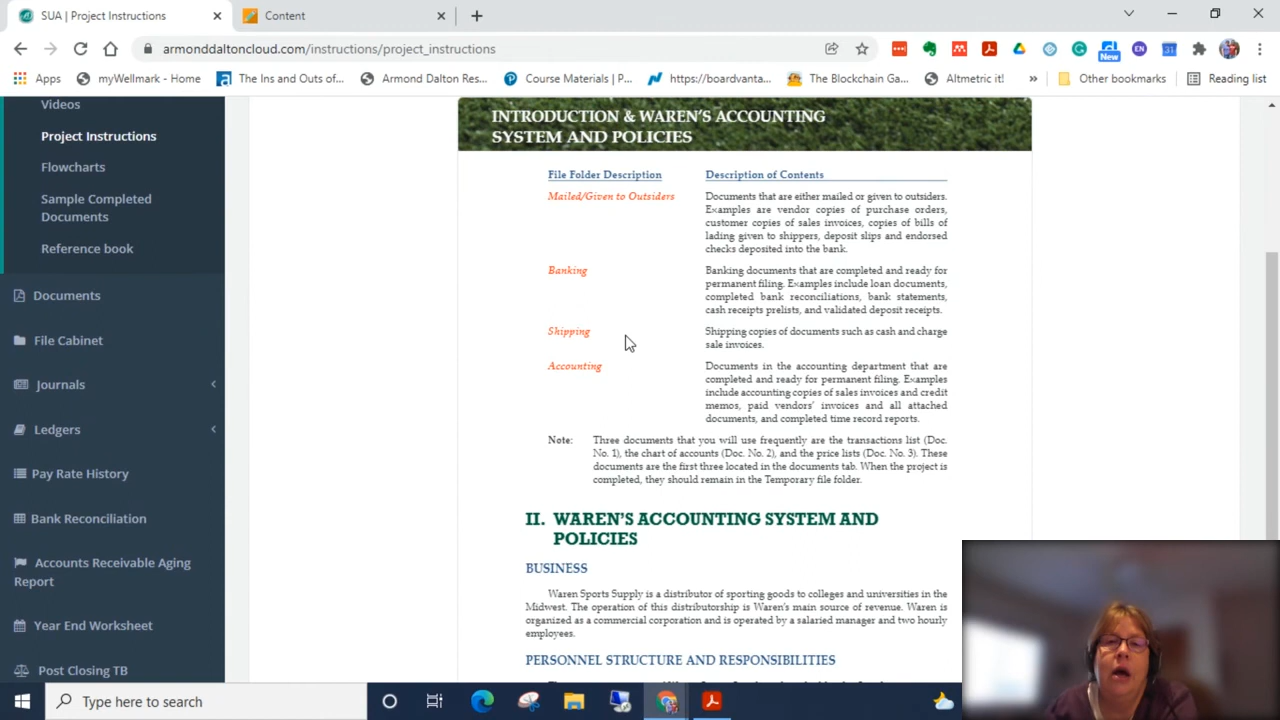 SUA | Project Instructions
Content
armonddaltoncloud.com/instructions/project_instructions
New
EN
31
Apps
myWellmark - Home
The Ins and Outs of...
Armond Dalton Res...
Course Materials | P...
https://boardvanta...
The Blockchain Ga...
Altmetric it!
»
Other bookmarks
Reading list
Videos
Project Instructions
Flowcharts
Sample Completed
Documents
Reference book
Documents
File Cabinet
Journals
Ledgers
Pay Rate History
Bank Reconciliation
Accounts Receivable Aging
Report
Year End Worksheet
Post Closing TB
INTRODUCTION & WAREN'S ACCOUNTING
SYSTEM AND POLICIES
File Folder Description
Description of Contents
Mailed/Given to Outsiders
Documents that are either mailed or given to outsiders.
Examples are vendor copies of purchase orders,
customer copies of sales invoices, copies of bills of
lading given to shippers, deposit slips and endorsed
checks deposited into the bank.
Banking
Banking documents that are completed and ready for
permanent filing. Examples include loan documents,
completed bank reconciliations, bank statements,
cash receipts prelists, and validated deposit receipts.
Shipping
Shipping copies of documents such as cash and charge
sale invoices.
Accounting
Documents in the accounting department that are
completed and ready for permanent filing. Examples
include accounting copies of sales invoices and credit
memos, paid vendors' invoices and all attached
documents, and completed time record reports.
Note: Three documents that you will use frequently are the transactions list (Doc.
No. 1), the chart of accounts (Doc. No. 2), and the price lists (Doc. No. 3). These
documents are the first three located in the documents tab. When the project is
completed, they should remain in the Temporary file folder.
II. WAREN'S ACCOUNTING SYSTEM AND
POLICIES
BUSINESS
Waren Sports Supply is a distributor of sporting goods to colleges and universities in the
Midwest. The operation of this distributorship is Waren's main source of revenue. Waren is
organized as a commercial corporation and is operated by a salaried manager and two hourly
employees.
PERSONNEL STRUCTURE AND RESPONSIBILITIES
Type here to search